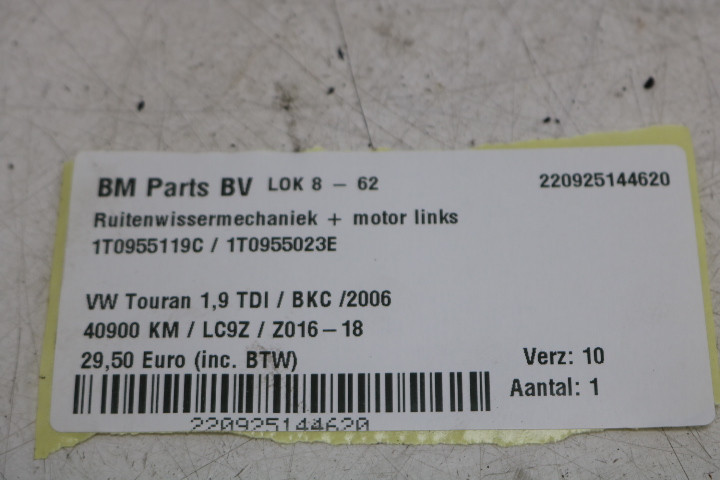 BM Parts BV LOK 8 - 62 220925144620
Ruitenwissermechaniek + motor links
1T0955119C / 1T0955023E
VW Touran 1,9 TDI / BKC /2006
40900 KM / LC9Z / Z016-18
29,50 Euro (inc. BTW) Verz: 10
Aantal: 1
220925144620